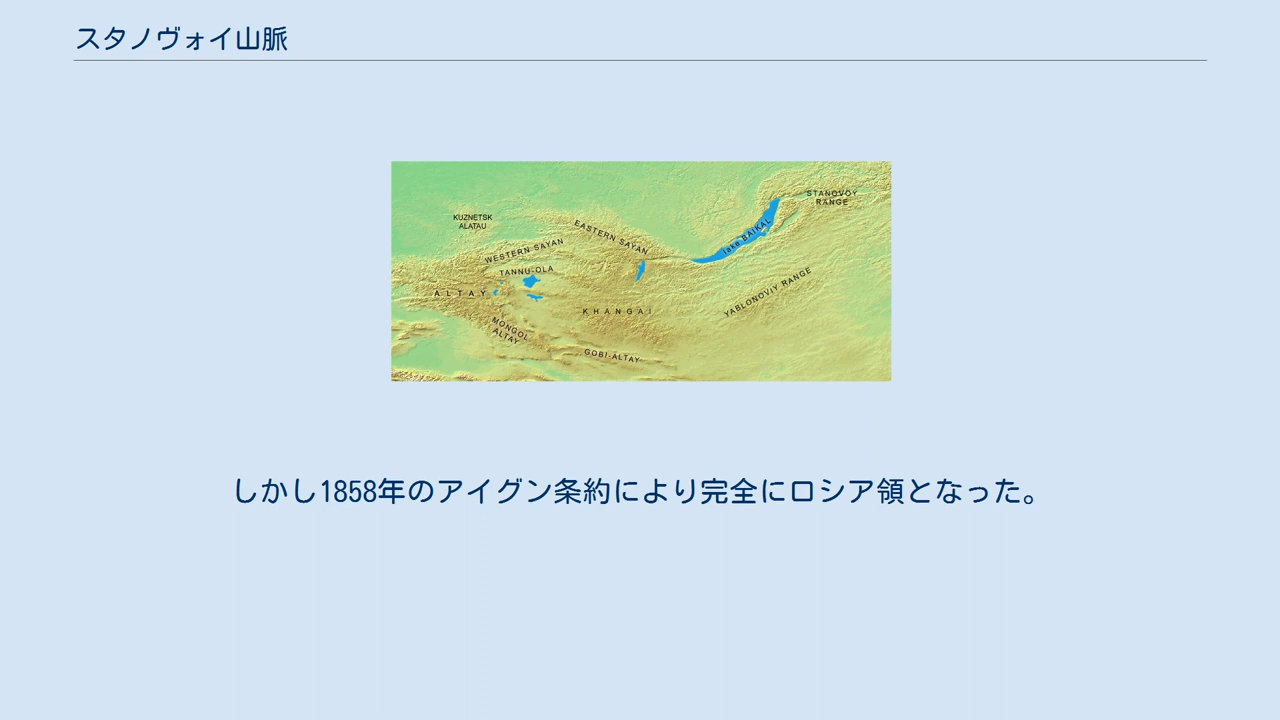 スタノヴォイ山脈
STANOVOY
RANGE
KUZNETSK
ALATAU
EASTERN SAYAN
lake BAIKAL
WESTERN SAYAN
TANNU-OLA
ALTAY
YABLONOVIY RANGE
KHANGAI
MONGOL
ALTAY
GOBI-ALTAY
しかし1858年のアイグン条約により完全にロシア領となった。